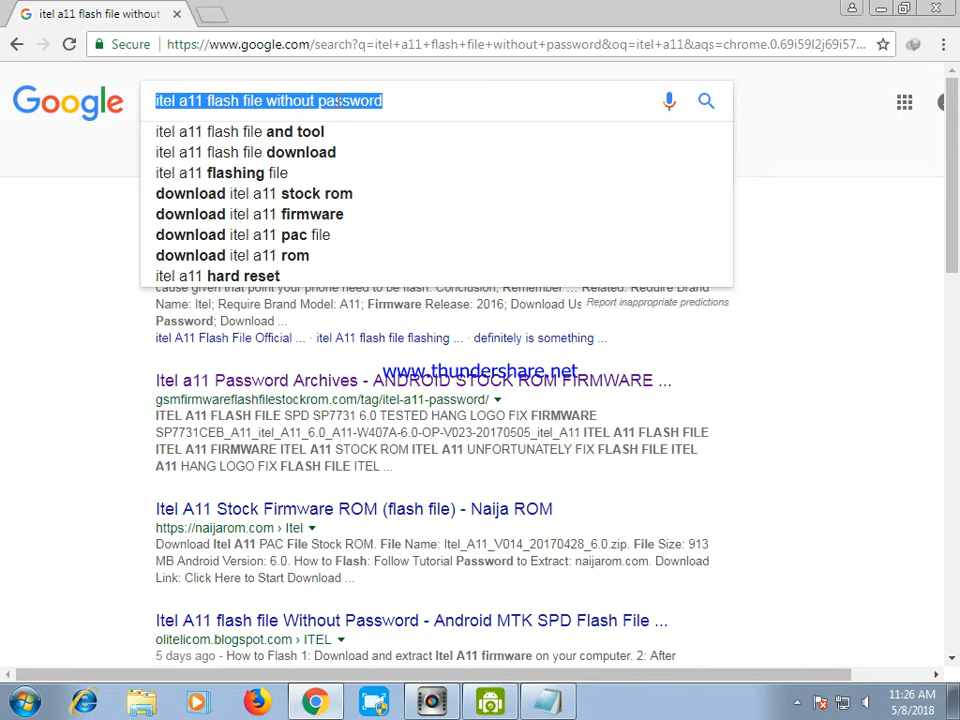 itel a11 flash file without
Secure
https://www.google.com/search?q=itel+a11+flash+file+without+password&oq=itel+a11&aqs=chrome.0.69i59l2j69i57...
Google
itel a11 flash file without password
itel a11 flash file and tool
itel a11 flash file download
itel a11 flashing file
download itel a11 stock rom
download itel a11 firmware
download itel a11 pac file
download itel a11 rom
itel a11 hard reset
cause given that point your phone need to be flash. Conclusion; Remember ... Related. Require Brand
Name: Itel; Require Brand Model: A11; Firmware Release: 2016; Download Us
Report inappropriate predictions
Password; Download ...
itel A11 Flash File Official ... · itel A11 flash file flashing ... · definitely is something ...
www.thundershare.net
Itel a11 Password Archives - ANDROID STOCK ROM FIRMWARE ...
gsmfirmwareflashfilestockrom.com/tag/itel-a11-password/
ITEL A11 FLASH FILE SPD SP7731 6.0 TESTED HANG LOGO FIX FIRMWARE
SP7731CEB_A11_itel_A11_6.0_A11-W407A-6.0-OP-V023-20170505_itel_A11 ITEL A11 FLASH FILE
ITEL A11 FIRMWARE ITEL A11 STOCK ROM ITEL A11 UNFORTUNATELY FIX FLASH FILE ITEL
A11 HANG LOGO FIX FLASH FILE ITEL ...
Itel A11 Stock Firmware ROM (flash file) - Naija ROM
https://naijarom.com › Itel
Download Itel A11 PAC File Stock ROM. File Name: Itel_A11_V014_20170428_6.0.zip. File Size: 913
MB Android Version: 6.0. How to Flash: Follow Tutorial Password to Extract: naijarom.com. Download
Link: Click Here to Start Download ...
Itel A11 flash file Without Password - Android MTK SPD Flash File ...
olitelicom.blogspot.com › ITEL
5 days ago - How to Flash 1: Download and extract Itel A11 firmware on your computer. 2: After
11:26 AM
5/8/2018